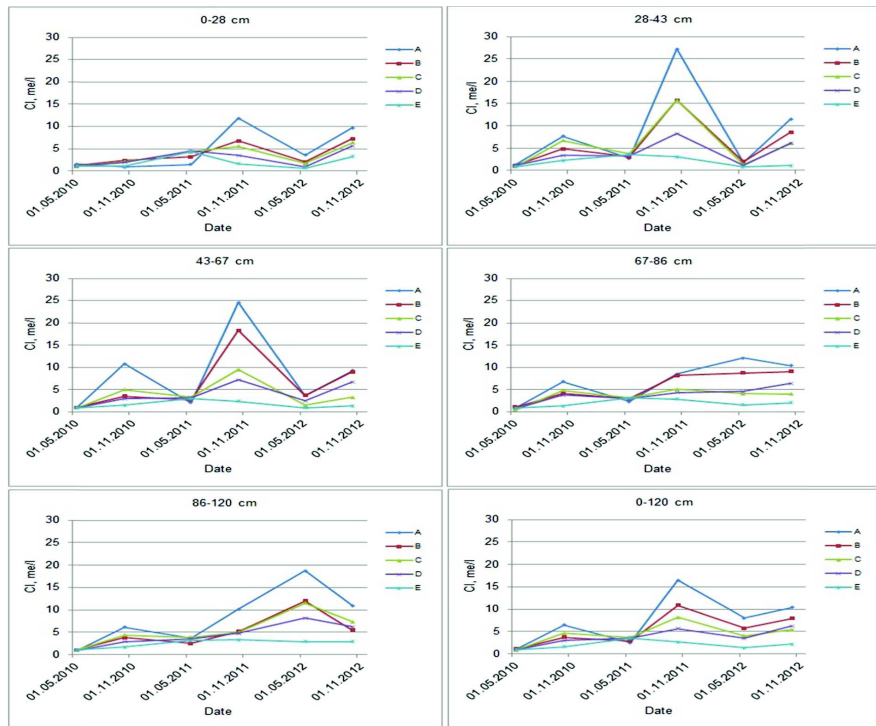 0-28 cm
Cl, me/l
30
25
20
15
10
5
0
01.05.2010
01.11.2010
01.05.2011
01.11.2011
01.05.2012
01.11.2012
Date
A
B
C
D
E
28-43 cm
Cl, me/l
30
25
20
15
10
5
0
01.05.2010
01.11.2010
01.05.2011
01.11.2011
01.05.2012
01.11.2012
Date
A
B
C
D
E
43-67 cm
Cl, me/l
30
25
20
15
10
5
0
01.05.2010
01.11.2010
01.05.2011
01.11.2011
01.05.2012
01.11.2012
Date
A
B
C
D
E
67-86 cm
Cl, me/l
30
25
20
15
10
5
0
01.05.2010
01.11.2010
01.05.2011
01.11.2011
01.05.2012
01.11.2012
Date
A
B
C
D
E
86-120 cm
Cl, me/l
30
25
20
15
10
5
0
01.05.2010
01.11.2010
01.05.2011
01.11.2011
01.05.2012
01.11.2012
Date
A
B
C
D
E
0-120 cm
Cl, me/l
30
25
20
15
10
5
0
01.05.2010
01.11.2010
01.05.2011
01.11.2011
01.05.2012
01.11.2012
Date
A
B
C
D
E